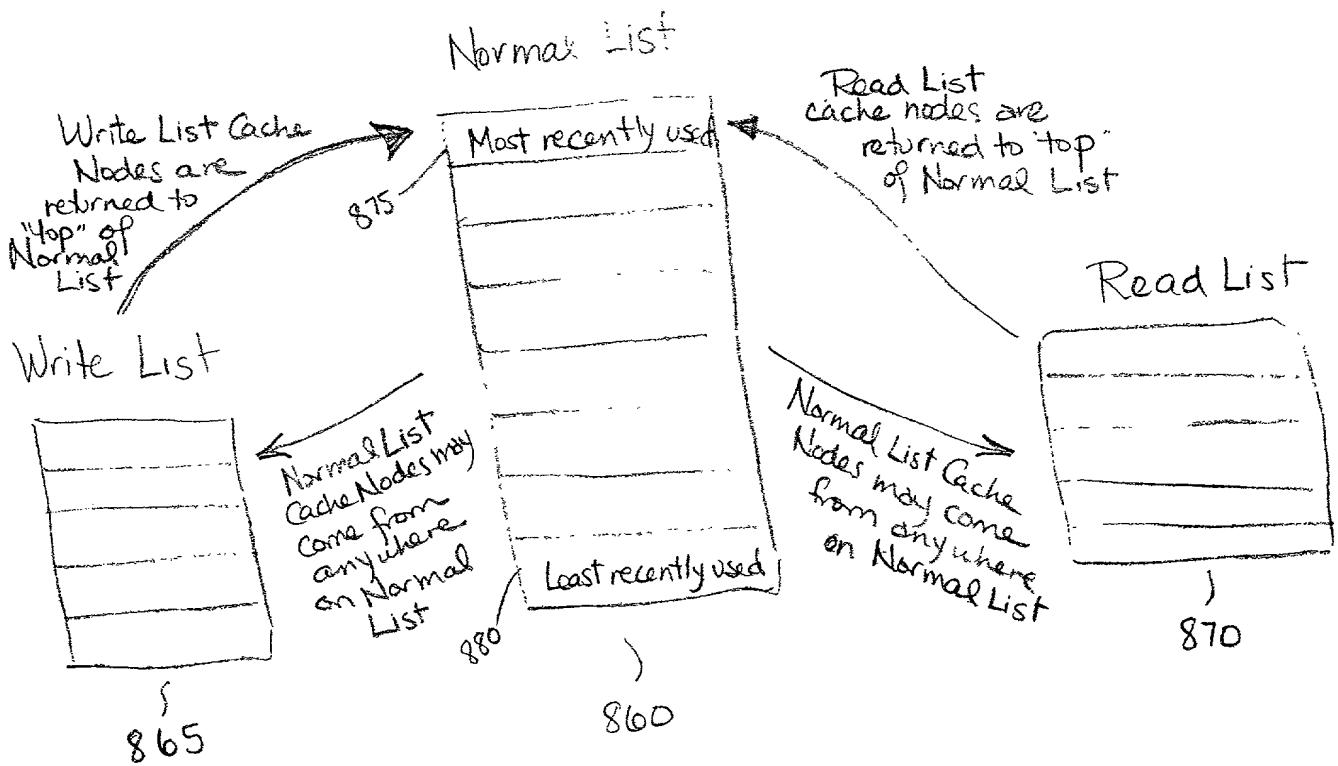 Normal List
Write List Cache
Nodes are
returned to
"top" of
Normal
List
Most recently used
875
Read List
cache nodes are
returned to "top"
of Normal List
Read List
Write List
Normal List
Cache Nodes may
come from
anywhere
on Normal
List
Normal List Cache
Nodes may come
from anywhere
on Normal List
Least recently used
880
865
860
870